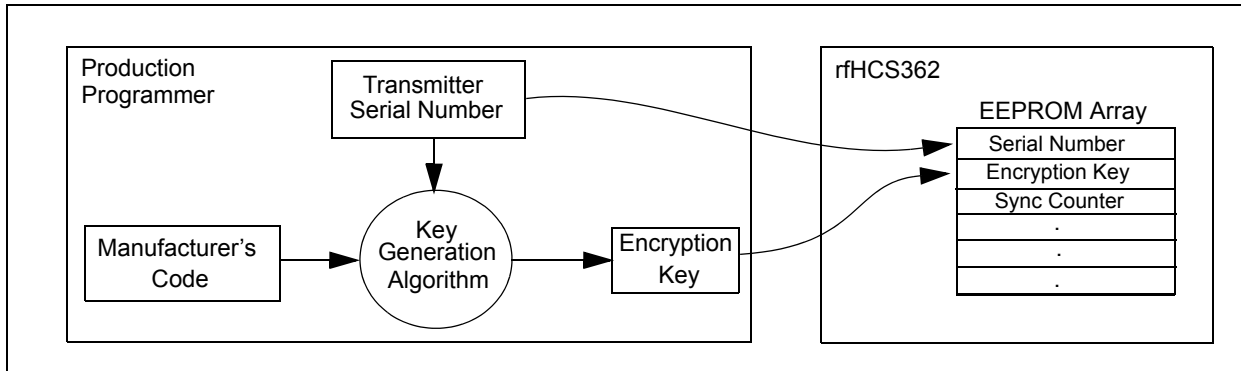 Production
Programmer
Transmitter
Serial Number
Manufacturer's
Code
Key
Generation
Algorithm
Encryption
Key
rfHCS362
EEPROM Array
Serial Number
Encryption Key
Sync Counter
.
.
.